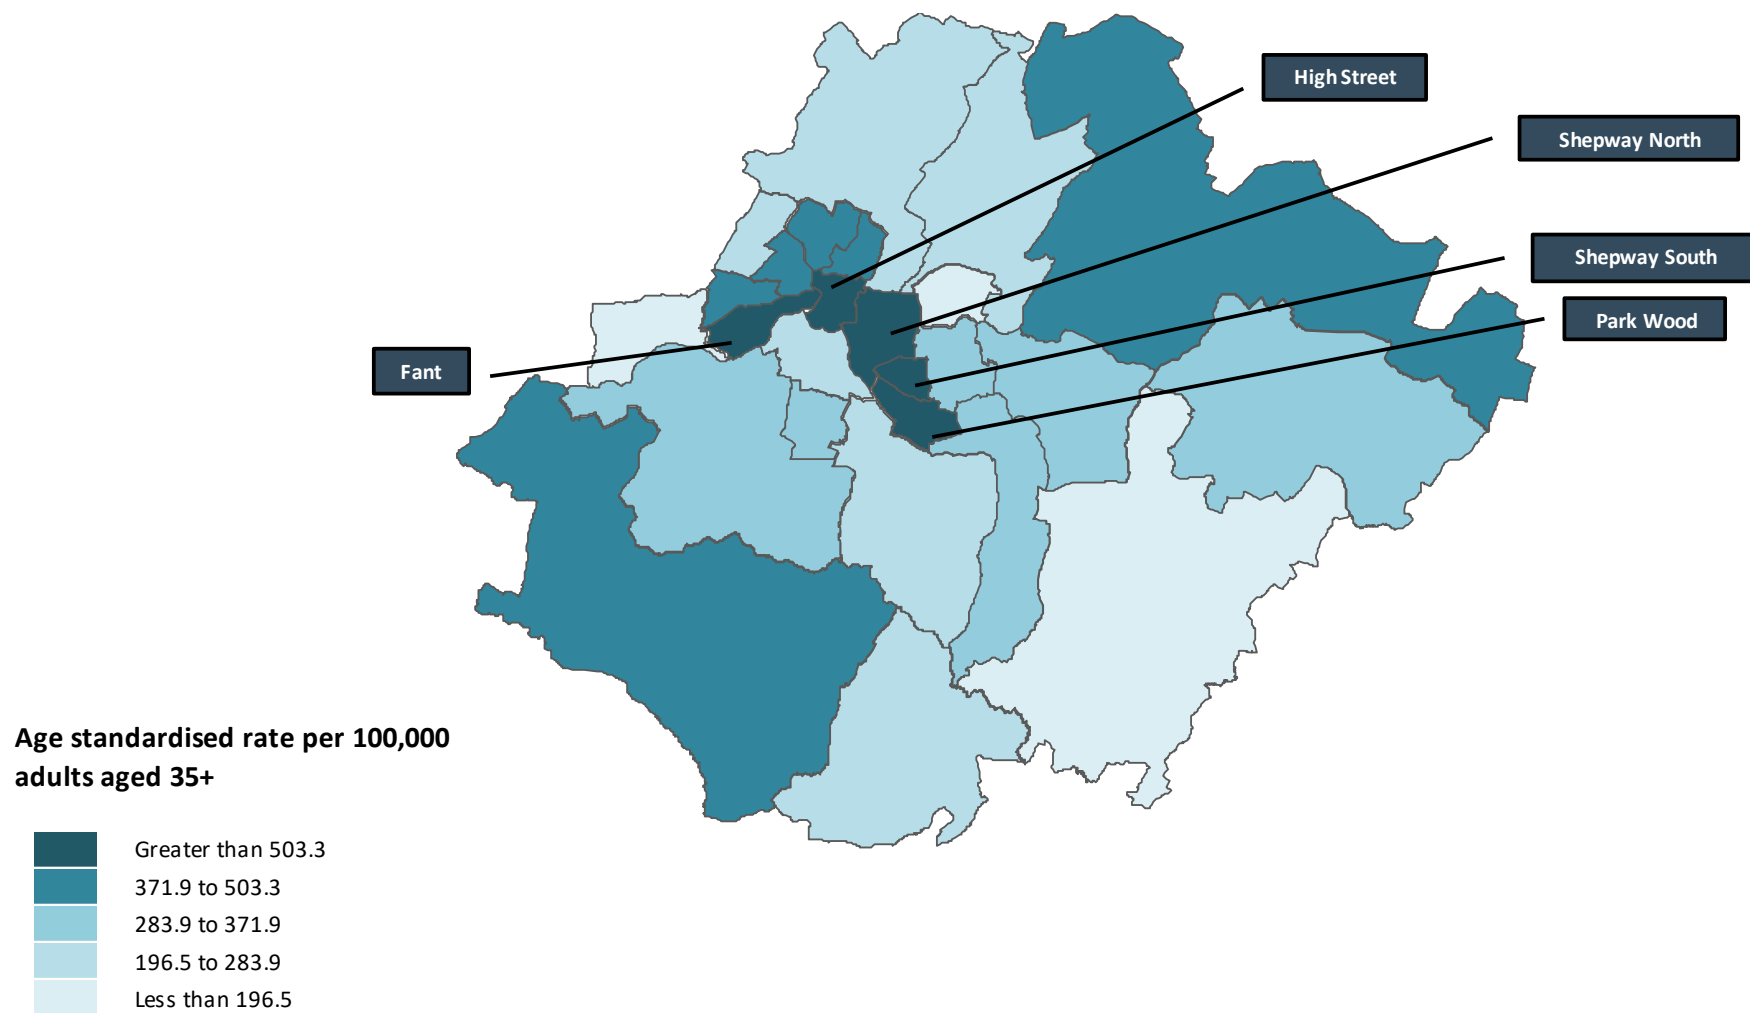 High Street
Shepway North
Shepway South
Park Wood
Fant
Age standardised rate per 100,000
adults aged 35+
Greater than 503.3
371.9 to 503.3
283.9 to 371.9
196.5 to 283.9
Less than 196.5